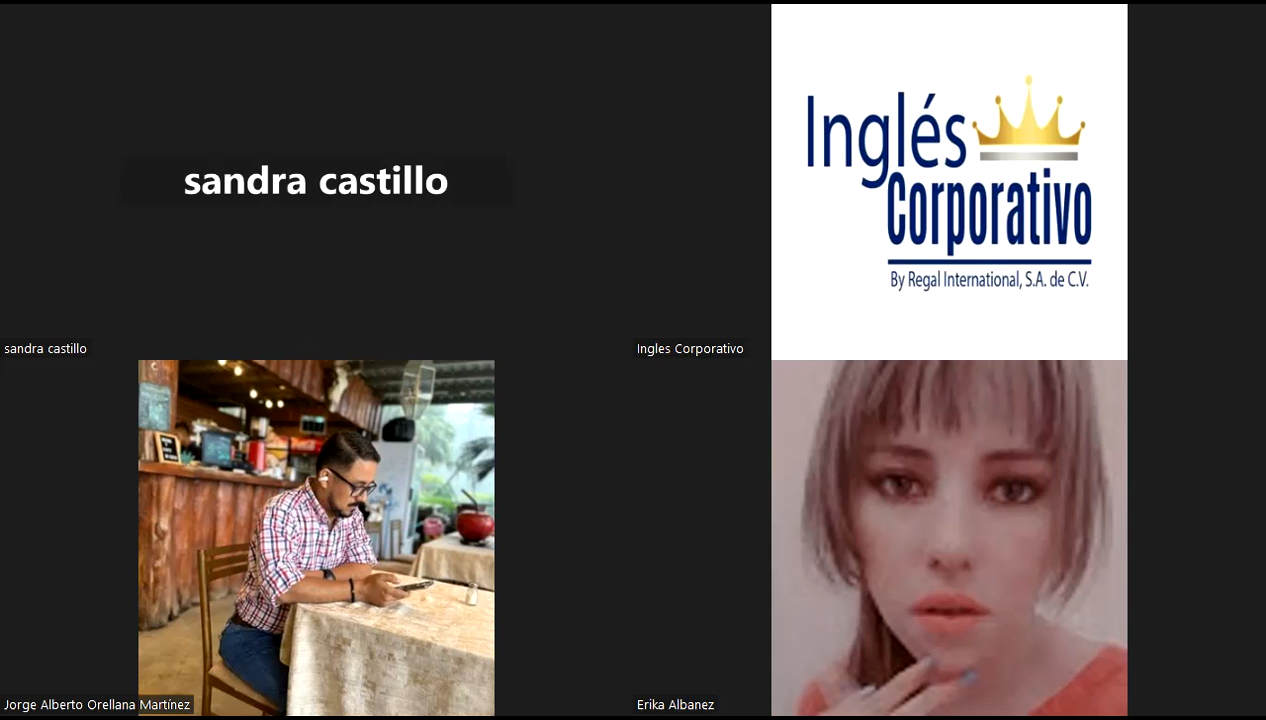 sandra castillo
sandra castillo
Inglés
Corporativo
By Regal International, S.A. de C.V.
Ingles Corporativo
Jorge Alberto Orellana Martínez
Erika Albanez